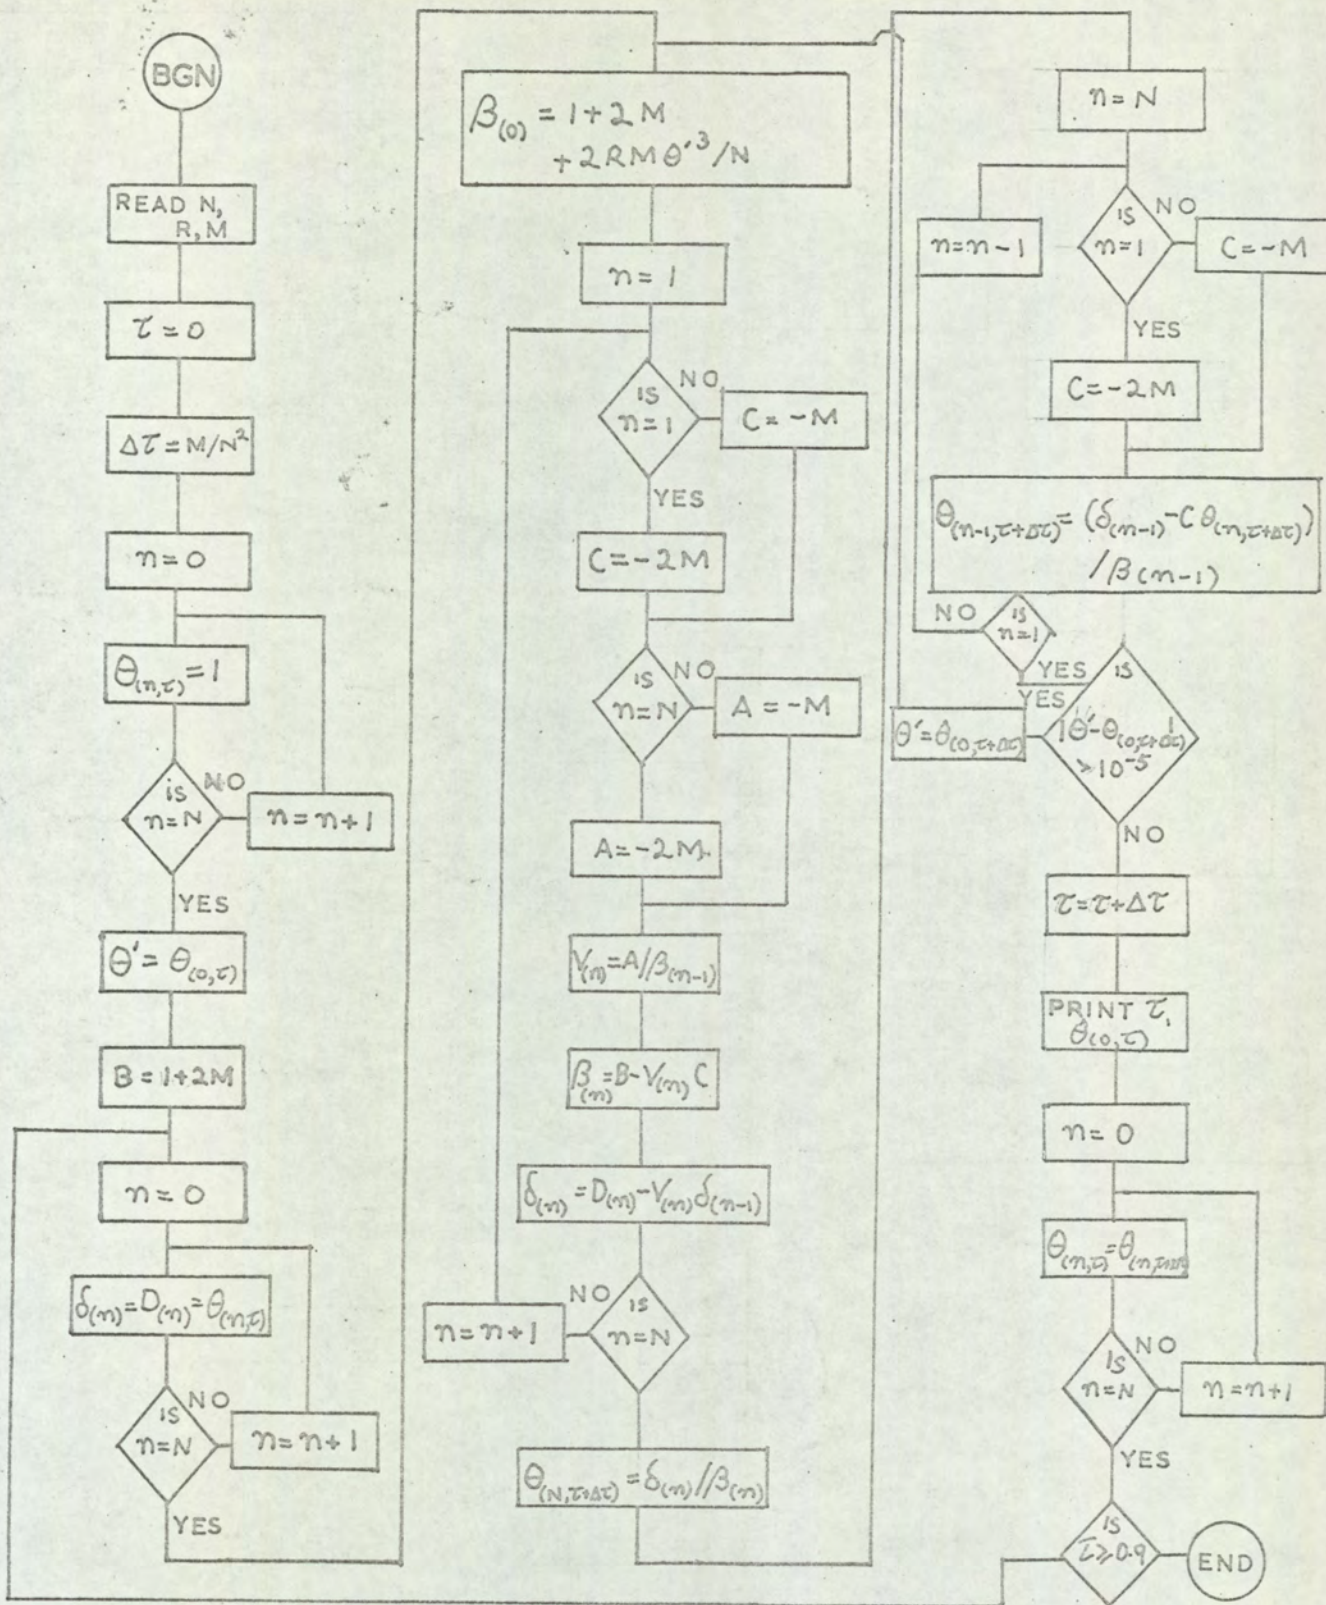 BGN
READ N,
R, M
τ = 0
Δτ = M/N²
n = 0
θ(n,τ) = 1
is
n=N
NO
n = n + 1
YES
θ' = θ(0,τ)
B = 1+2M
n = 0
δ(n) = D(n) = θ(n,τ)
is
n=N
NO
n = n + 1
YES
β(0) = 1 + 2M
+ 2RMθ'³/N
n = 1
is
n=1
NO
C = -M
YES
C = -2M
is
n=N
NO
A = -M
A = -2M.
V(n) = A/β(n-1)
β(n) = B - V(n) C
δ(n) = D(n) - V(n) δ(n-1)
is
n=N
NO
n = n + 1
θ(N,τ+Δτ) = δ(n)/β(n)
n = N
is
n=1
NO
C = -M
n = n - 1
YES
C = -2M
θ(n-1,τ+Δτ) = (δ(n-1) - C θ(n,τ+Δτ))
/β(n-1)
NO
is
n=1
YES
YES
is
|θ' - θ(0,τ+Δτ)|
>10⁻⁵
θ' = θ(0,τ+Δτ)
NO
τ = τ + Δτ
PRINT τ,
θ(0,τ)
n = 0
θ(n,τ) = θ(n,τ+Δτ)
Is
n=N
NO
n = n + 1
YES
is
τ ≥ 0.9
END